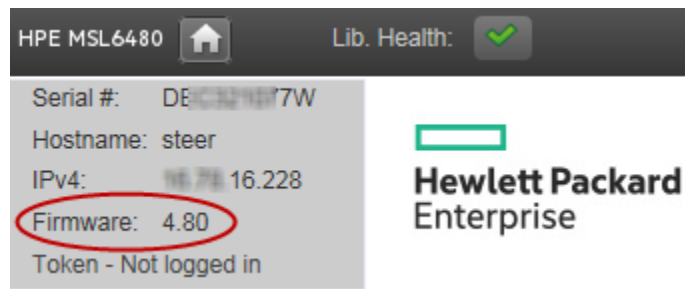 HPE MSL6480 Lib. Health:
Serial #:
Hostname: steer
IPv4: 16.228
Firmware: 4.80
Token - Not logged in
Hewlett Packard
Enterprise